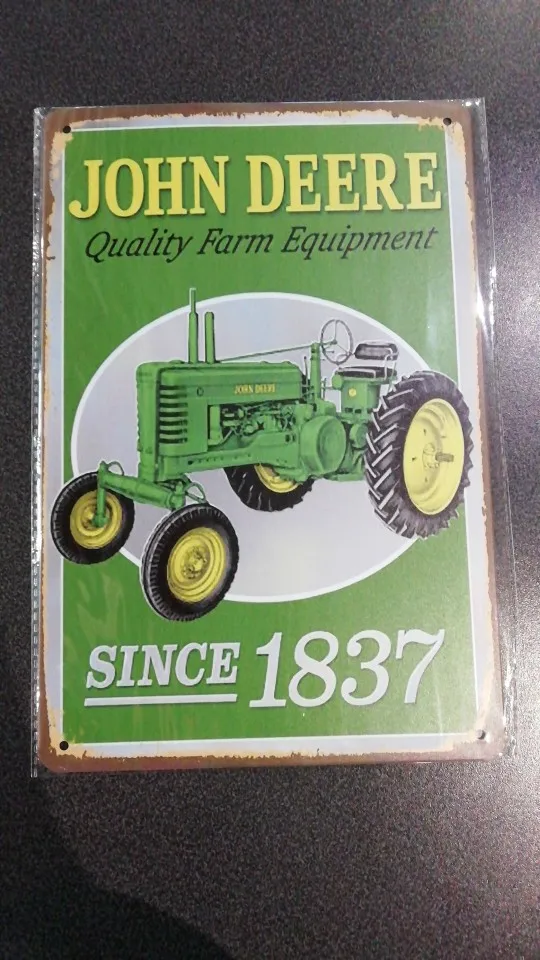 JOHN DEERE
Quality Farm Equipment
JOHN DEERE
SINCE 1837